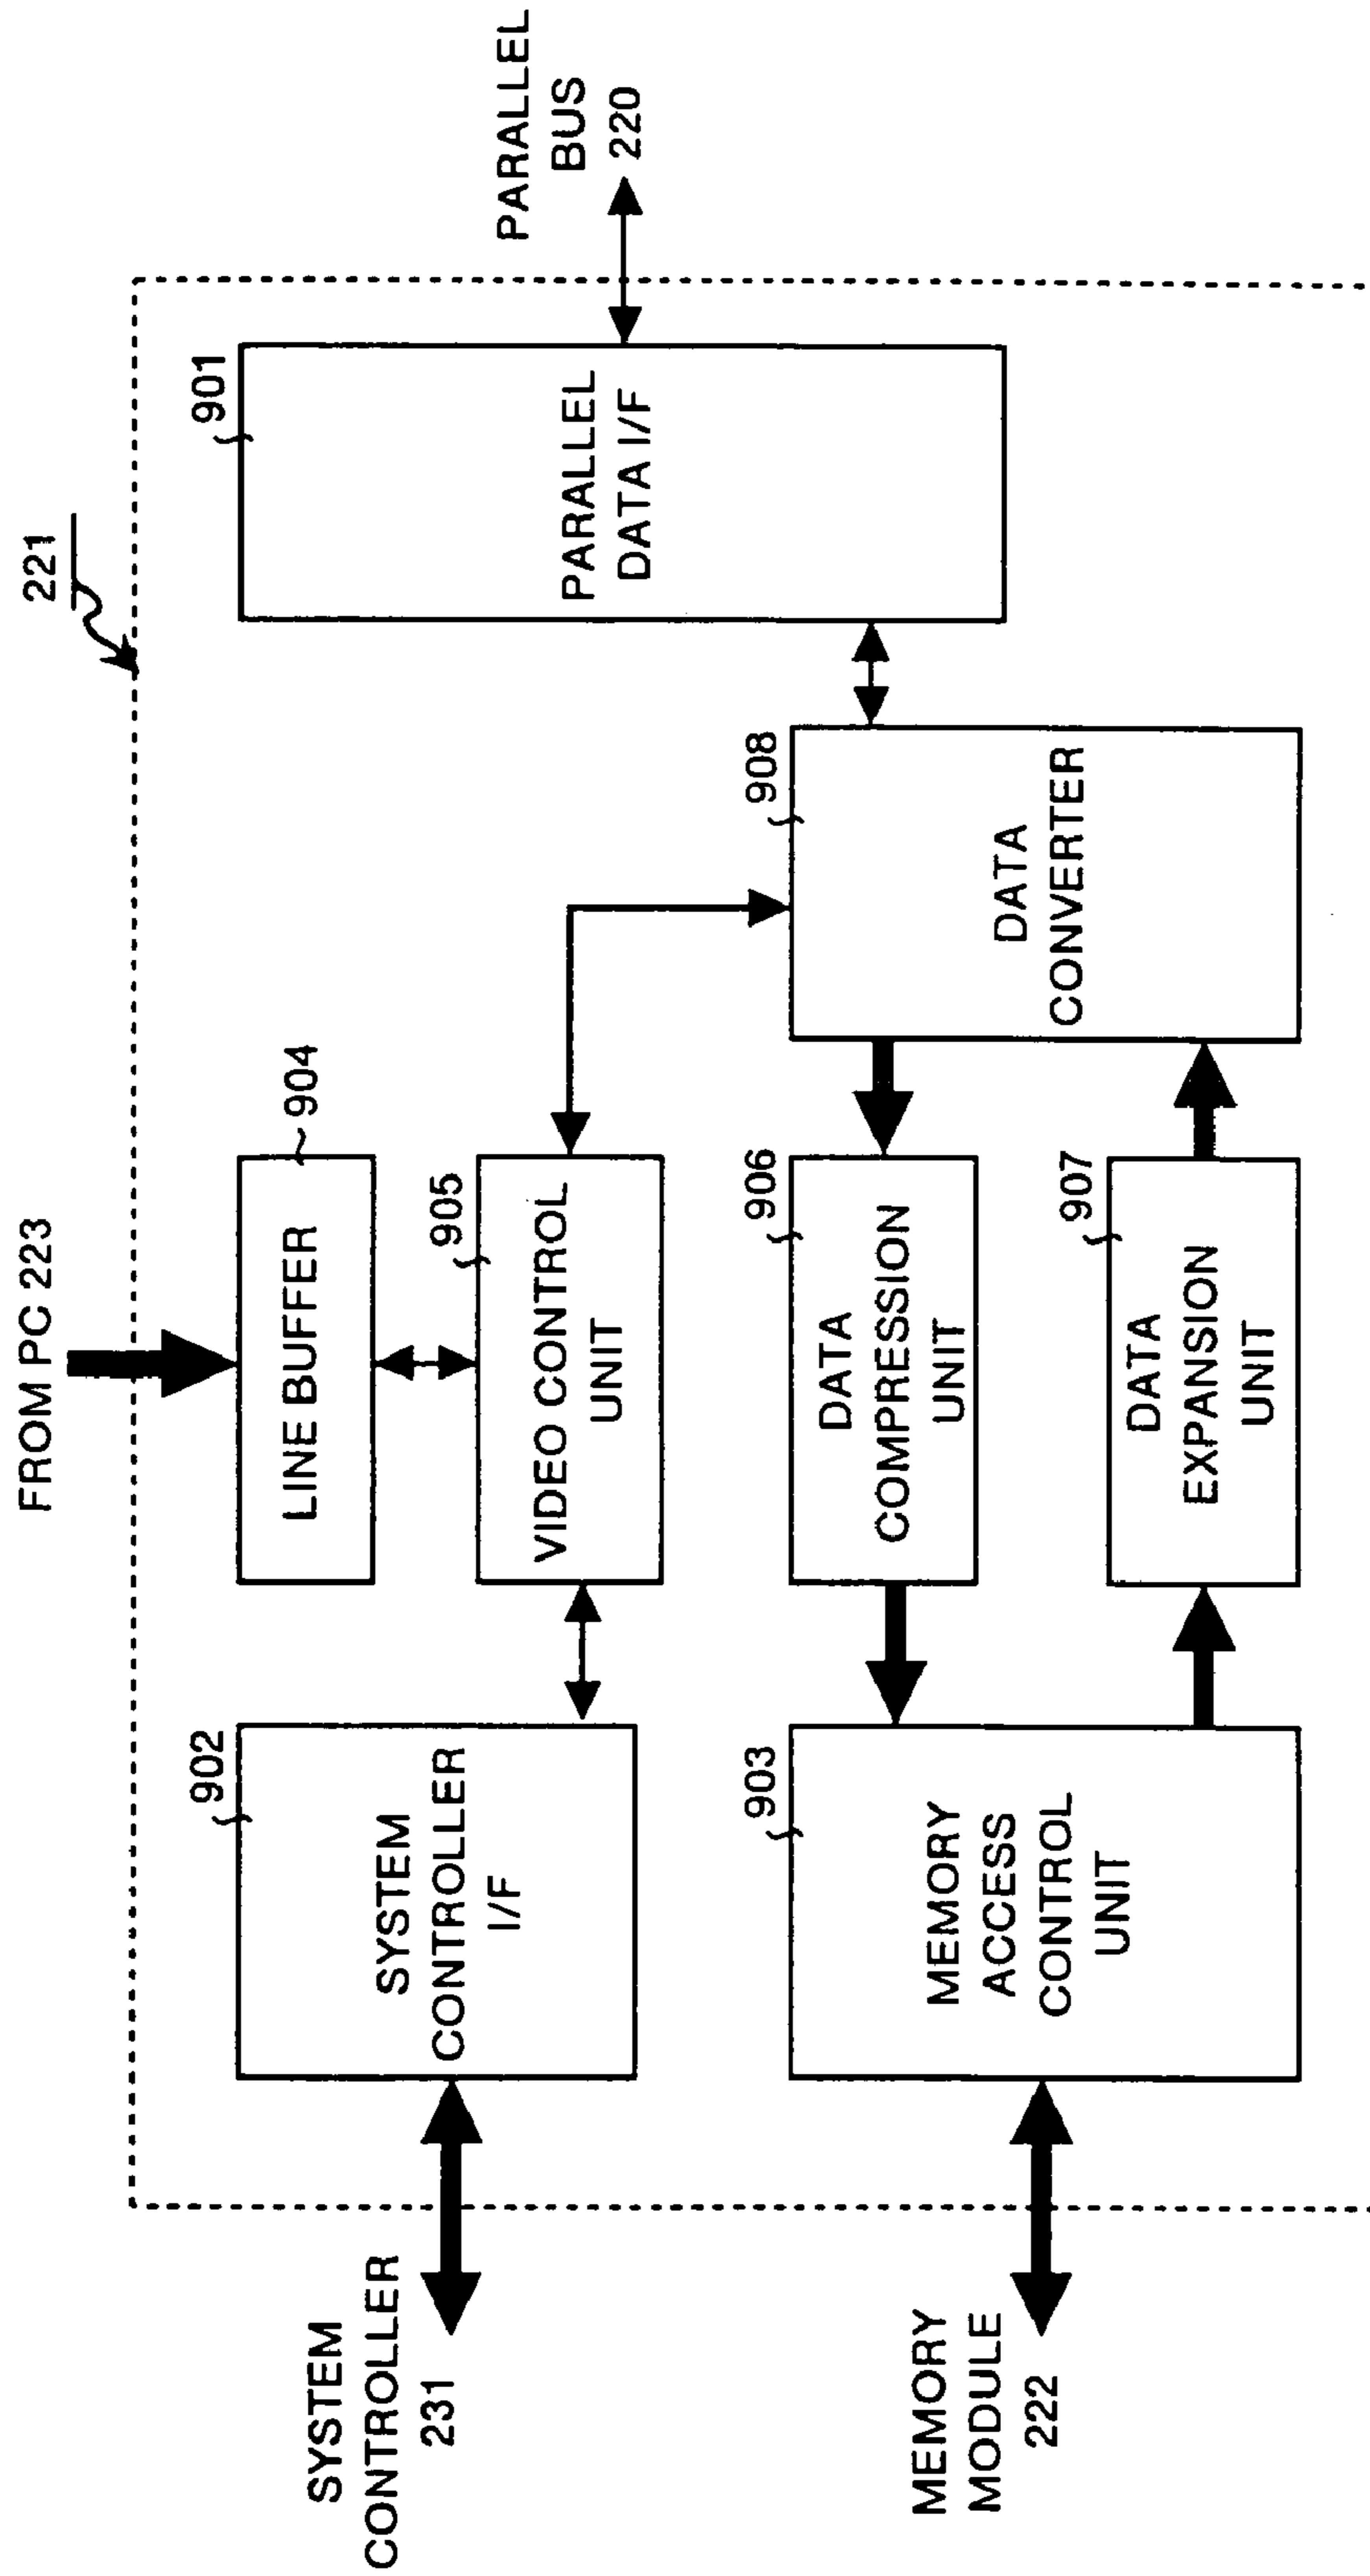 221
FROM PC 223
SYSTEM
CONTROLLER
231
902
SYSTEM
CONTROLLER
I/F
904
LINE BUFFER
905
VIDEO CONTROL
UNIT
901
PARALLEL
DATA I/F
PARALLEL
BUS
220
MEMORY
MODULE
222
903
MEMORY
ACCESS
CONTROL
UNIT
906
DATA
COMPRESSION
UNIT
907
DATA
EXPANSION
UNIT
908
DATA
CONVERTER